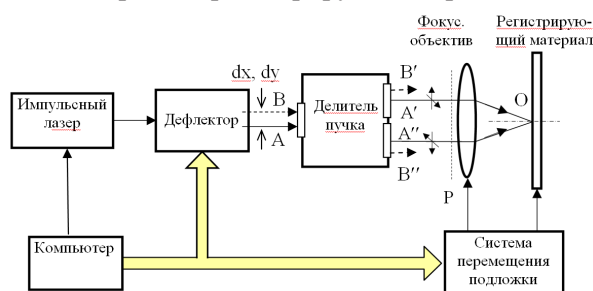 Фокус.
объектив
Регистрирую-
щий материал
dx, dy
B
A
B′
A′
A′′
B′′
O
P
Импульсный
лазер
Дефлектор
Делитель
пучка
Компьютер
Система
перемещения
подложки